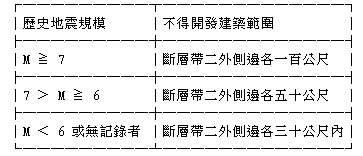 歷史地震規模 不得開發建築範圍
M ≧ 7 斷層帶二外側邊各一百公尺
7 > M ≧ 6 斷層帶二外側邊各五十公尺
M < 6 或無記錄者 斷層帶二外側邊各三十公尺內